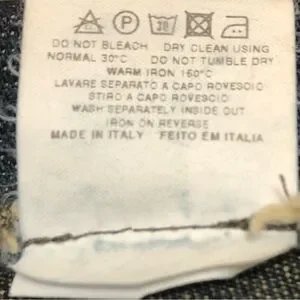 P 30
DO NOT BLEACH DRY CLEAN USING
NORMAL 30°C DO NOT TUMBLE DRY
WARM IRON 160°C
LAVARE SEPARATO A CAPO ROVESCIO
STIRO A CAPO ROVESCIO
WASH SEPARATELY INSIDE OUT
IRON ON REVERSE
MADE IN ITALY FEITO EM ITALIA